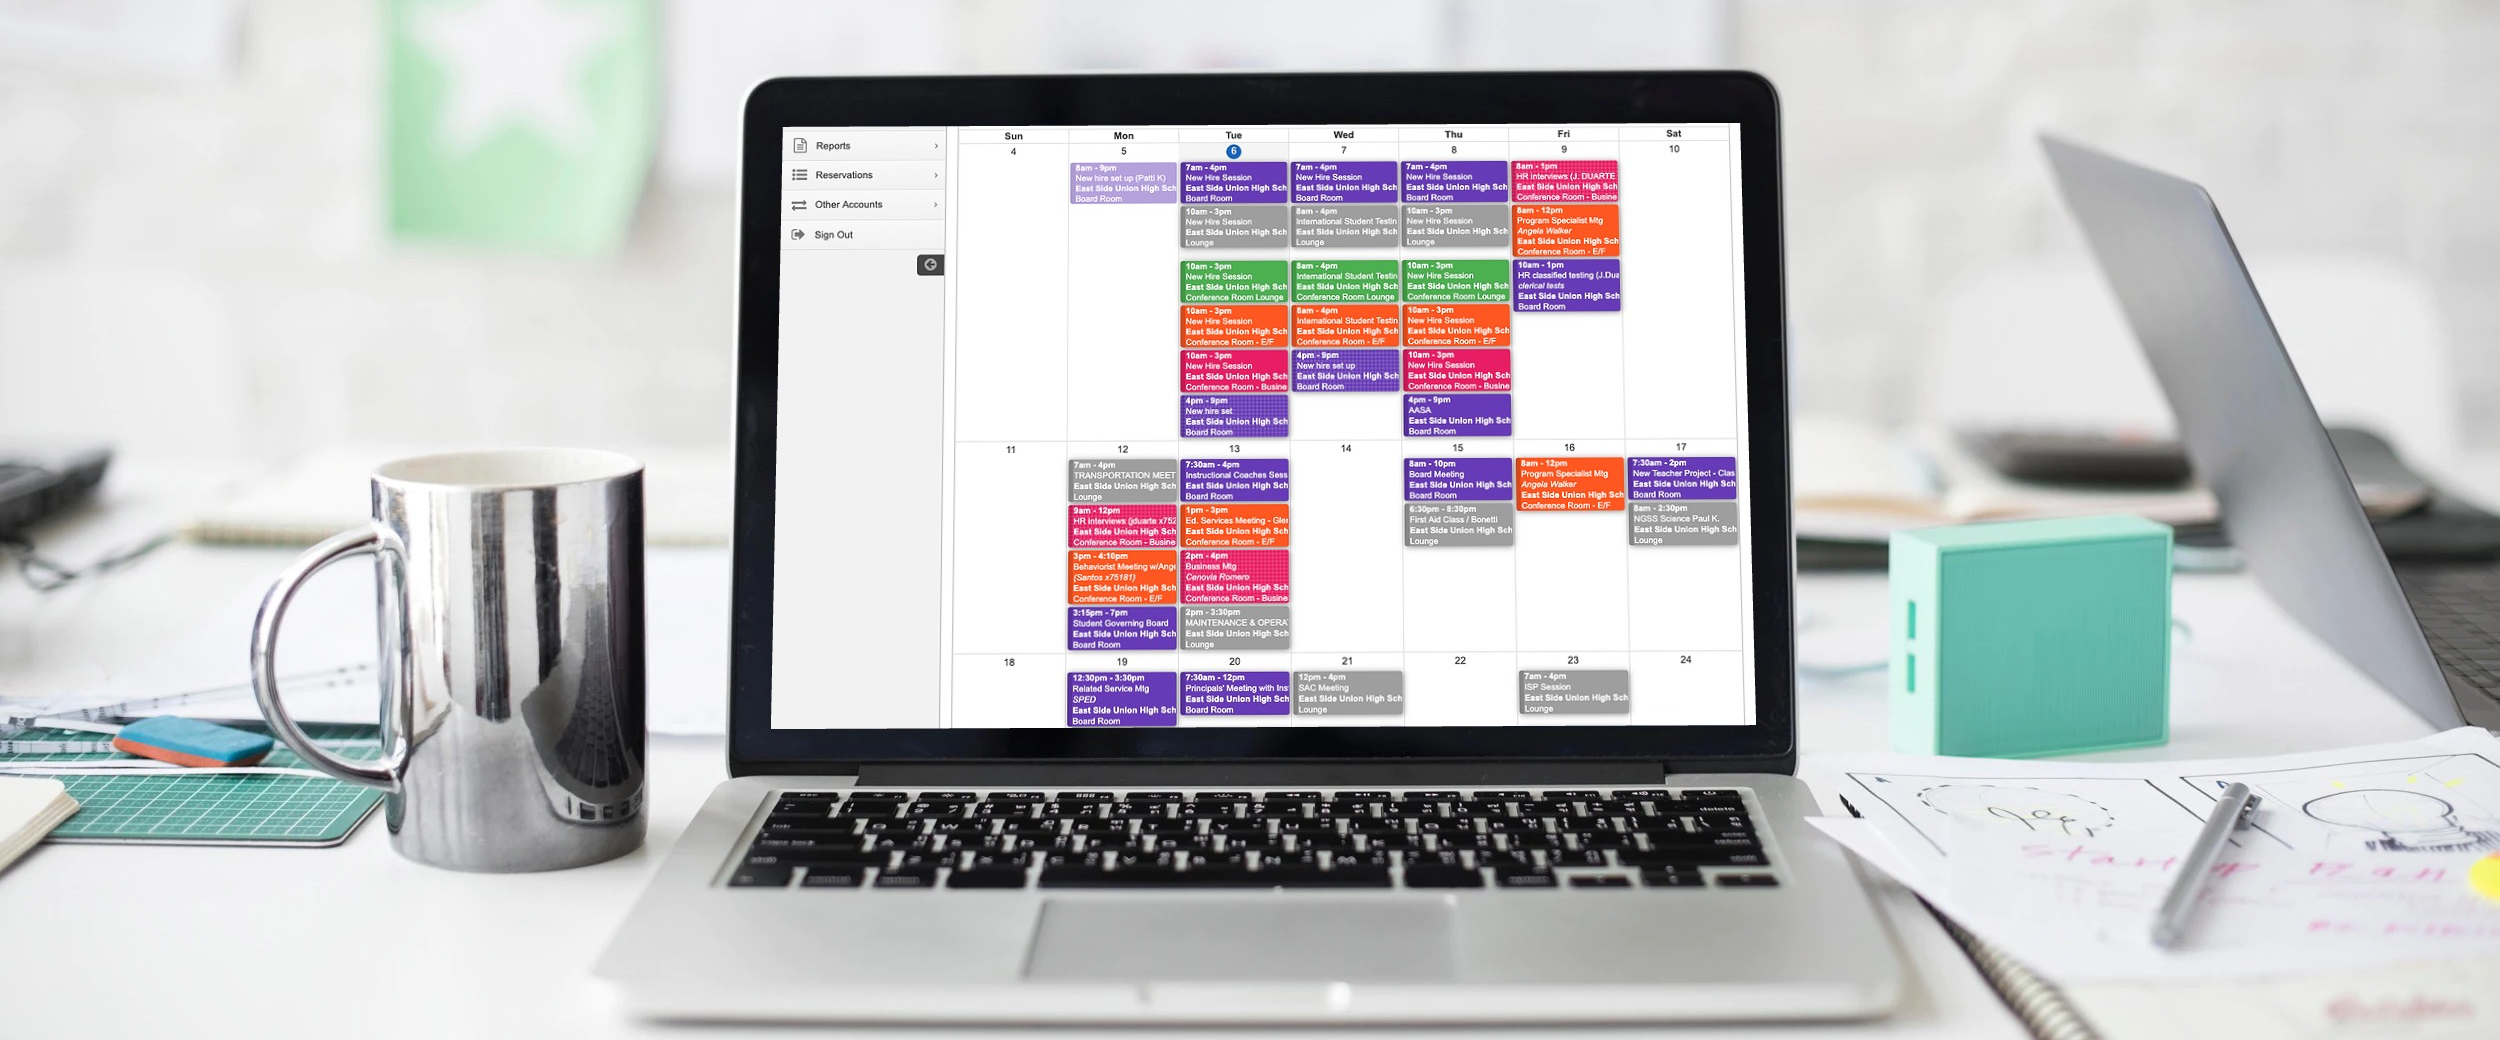 Reports
Reservations
Other Accounts
Sign Out
Sun Mon Tue Wed Thu Fri Sat
4 5 6 7 8 9 10
8am - 9pm
New hire set up (Patti K)
East Side Union High Sch
Board Room
7am - 4pm
New Hire Session
East Side Union High Sch
Board Room
10am - 3pm
New Hire Session
East Side Union High Sch
Lounge
10am - 3pm
New Hire Session
East Side Union High Sch
Conference Room Lounge
10am - 3pm
New Hire Session
East Side Union High Sch
Conference Room - E/F
10am - 3pm
New Hire Session
East Side Union High Sch
Conference Room - Busine
4pm - 9pm
New hire set
East Side Union High Sch
Board Room
7am - 4pm
New Hire Session
East Side Union High Sch
Board Room
8am - 4pm
International Student Testin
East Side Union High Sch
Lounge
8am - 4pm
International Student Testin
East Side Union High Sch
Conference Room Lounge
8am - 4pm
International Student Testin
East Side Union High Sch
Conference Room - E/F
4pm - 9pm
New hire set up
East Side Union High Sch
Board Room
7am - 4pm
New Hire Session
East Side Union High Sch
Board Room
10am - 3pm
New Hire Session
East Side Union High Sch
Lounge
10am - 3pm
New Hire Session
East Side Union High Sch
Conference Room Lounge
10am - 3pm
New Hire Session
East Side Union High Sch
Conference Room - E/F
10am - 3pm
New Hire Session
East Side Union High Sch
Conference Room - Busine
4pm - 9pm
AASA
East Side Union High Sch
Board Room
8am - 1pm
HR interviews (J. DUARTE
East Side Union High Sch
Conference Room - Busine
8am - 12pm
Program Specialist Mtg
Angela Walker
East Side Union High Sch
Conference Room - E/F
10am - 1pm
HR classified testing (J.Dua
clerical tests
East Side Union High Sch
Board Room
11 12 13 14 15 16 17
7am - 4pm
TRANSPORTATION MEET
East Side Union High Sch
Lounge
9am - 12pm
HR interviews (jduarte x752
East Side Union High Sch
Conference Room - Busine
3pm - 4:10pm
Behaviorist Meeting w/Ange
(Santos x75181)
East Side Union High Sch
Conference Room - E/F
3:15pm - 7pm
Student Governing Board
East Side Union High Sch
Board Room
7:30am - 4pm
Instructional Coaches Sess
East Side Union High Sch
Board Room
1pm - 3pm
Ed. Services Meeting - Gle
East Side Union High Sch
Conference Room - E/F
2pm - 4pm
Business Mtg
Cenovia Romero
East Side Union High Sch
Conference Room - Busine
2pm - 3:30pm
MAINTENANCE & OPERA
East Side Union High Sch
Lounge
8am - 10pm
Board Meeting
East Side Union High Sch
Board Room
6:30pm - 8:30pm
First Aid Class / Bonetti
East Side Union High Sch
Lounge
8am - 12pm
Program Specialist Mtg
Angela Walker
East Side Union High Sch
Conference Room - E/F
7:30am - 2pm
New Teacher Project - Clas
East Side Union High Sch
Board Room
8am - 2:30pm
NGSS Science Paul K.
East Side Union High Sch
Lounge
18 19 20 21 22 23 24
12:30pm - 3:30pm
Related Service Mtg
SPED
East Side Union High Sch
Board Room
7:30am - 12pm
Principals' Meeting with Ins
East Side Union High Sch
Board Room
12pm - 4pm
SAC Meeting
East Side Union High Sch
Lounge
7am - 4pm
ISP Session
East Side Union High Sch
Lounge